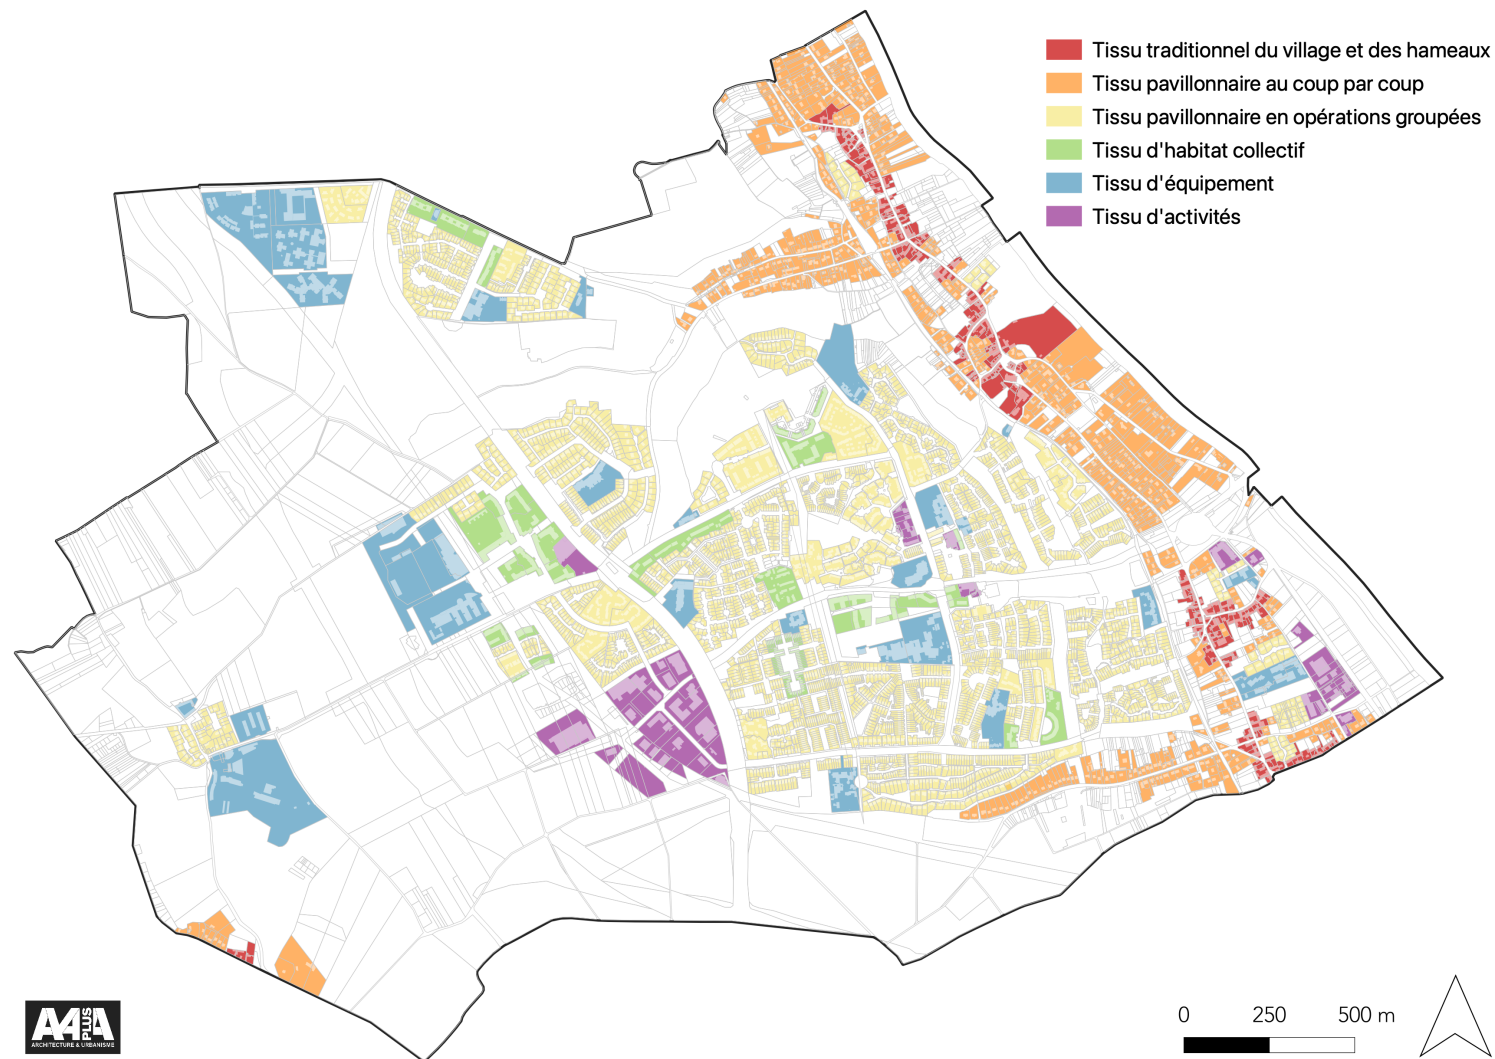 Tissu traditionnel du village et des hameaux
Tissu pavillonnaire au coup par coup
Tissu pavillonnaire en opérations groupées
Tissu d'habitat collectif
Tissu d'équipement
Tissu d'activités
0 250 500 m
A4A PLUS
ARCHITECTURE & URBANISME